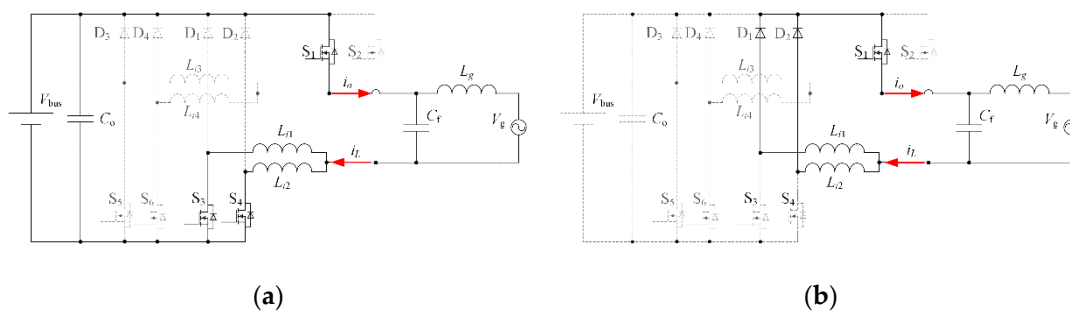 D3 D4 D1 D2
S1 S2
Li3
Li4
io
Lg
Vbus
Co
Cf
Vg
Li1
Li2
iL
S5 S6 S3 S4
(a)
D3 D4 D1 D2
S1 S2
Li3
Li4
io
Lg
Vbus
Co
Cf
Vg
Li1
Li2
iL
S5 S6 S3 S4
(b)